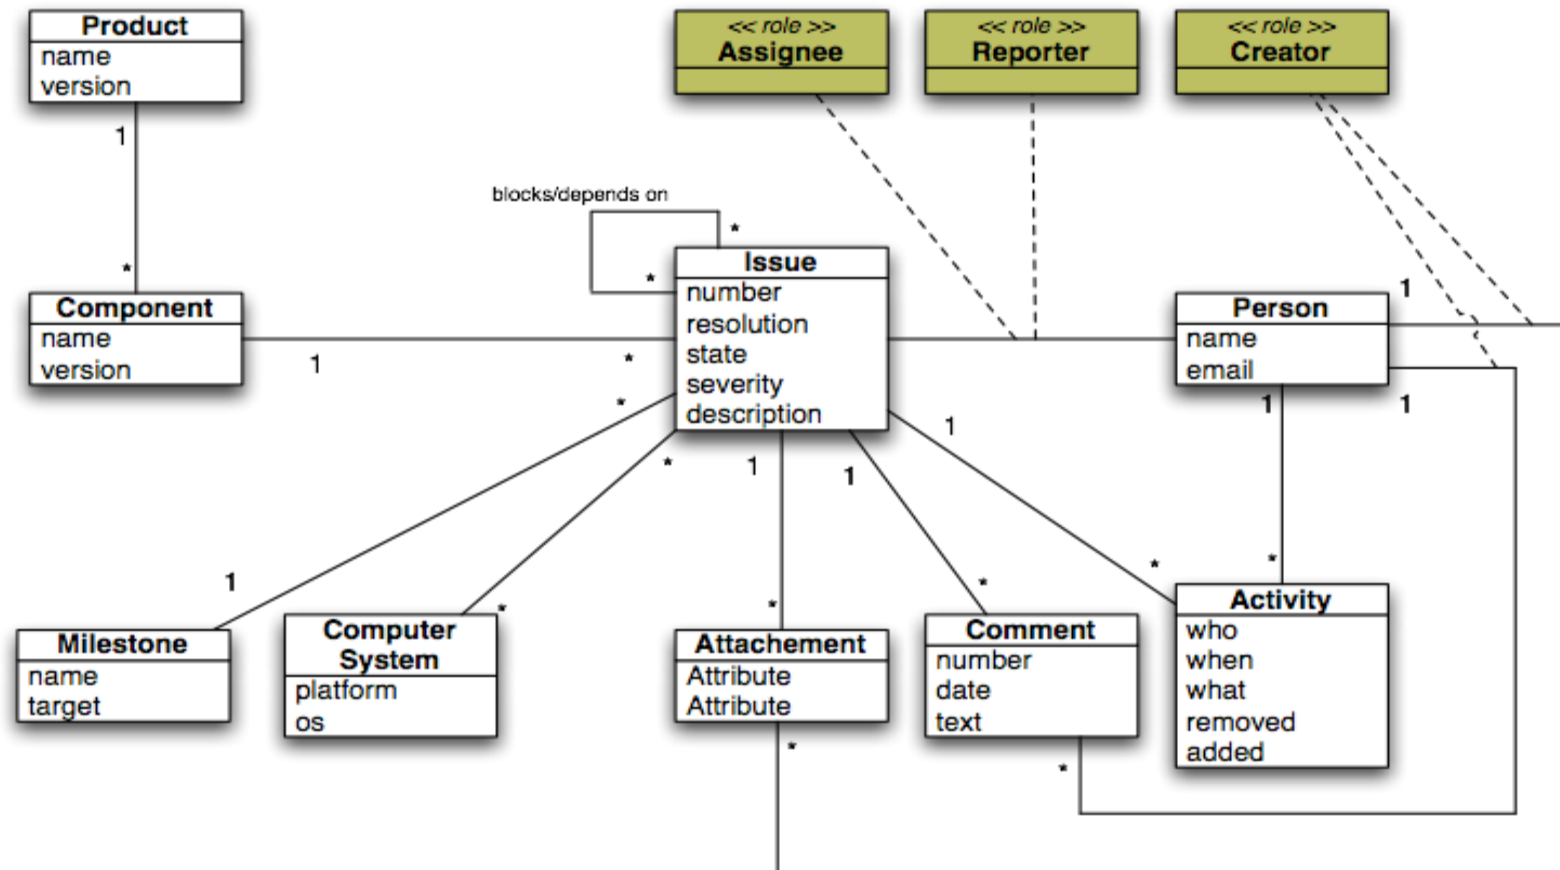 Product
name
version
1
*
<< role >>
Assignee
<< role >>
Reporter
<< role >>
Creator
blocks/depends on
*
*
Issue
number
resolution
state
severity
description
Component
name
version
1
*
Person
name
email
1
1
1
*
*
1
*
*
1
*
1
*
1
*
Milestone
name
target
Computer
System
platform
os
Attachement
Attribute
Attribute
*
Comment
number
date
text
*
Activity
who
when
what
removed
added